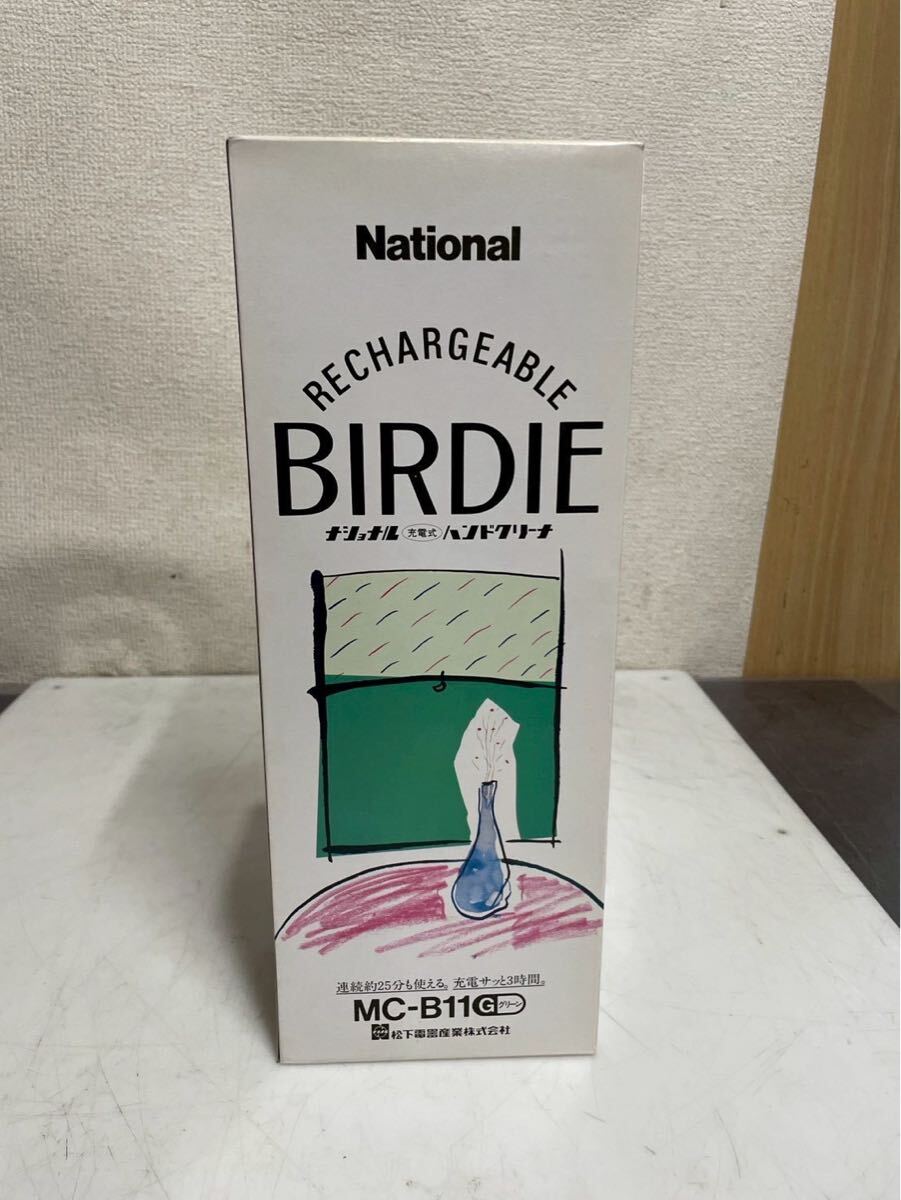 National
RECHARGEABLE
BIRDIE
ナショナル 充電式 ハンドクリーナ
連続約25分も使える。充電サッと3時間。
MC-B11 G グリーン
松下電器産業株式会社